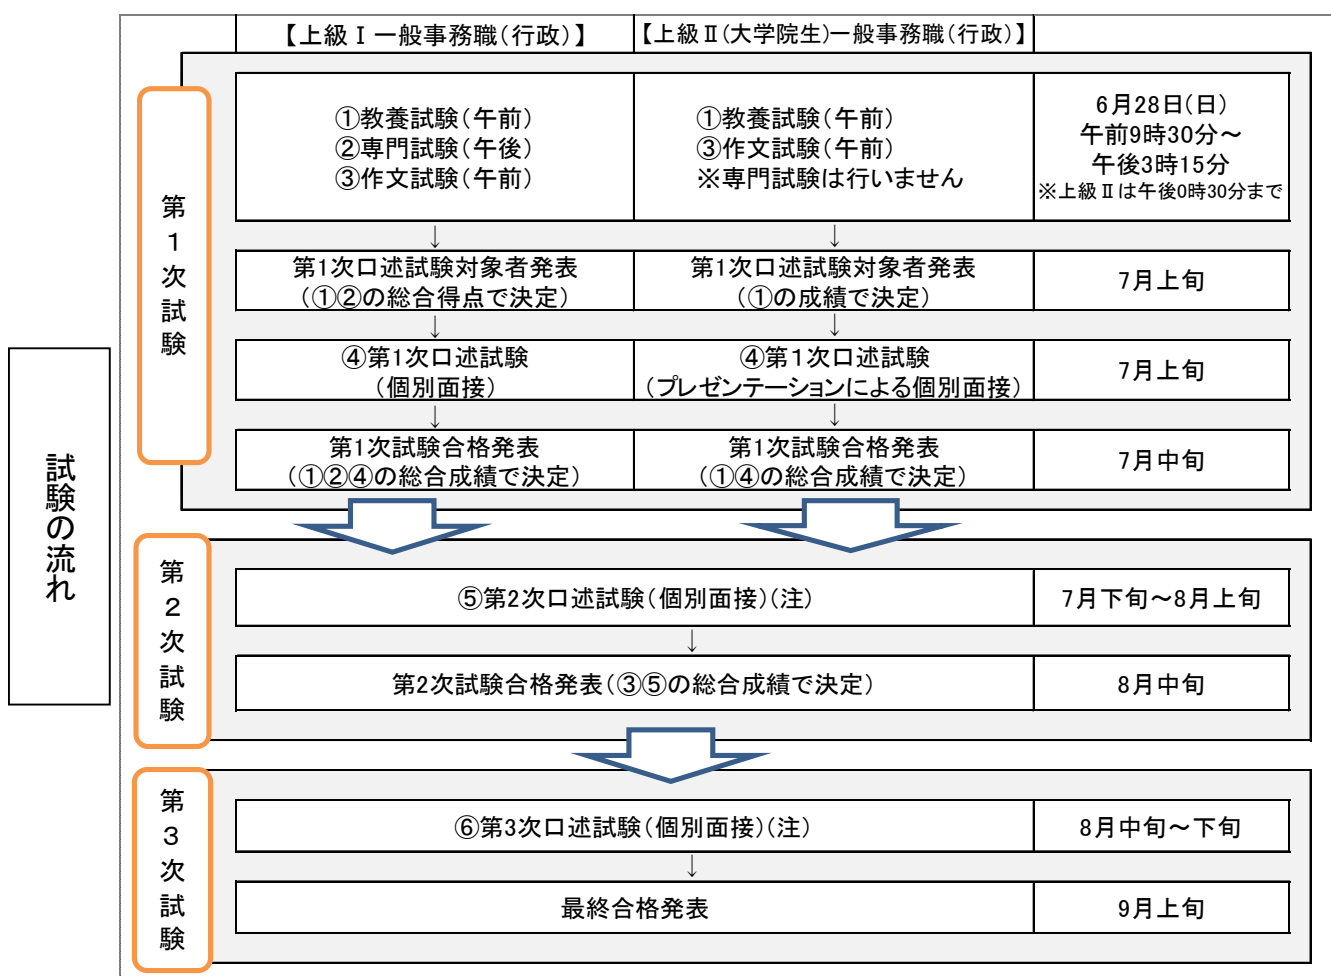 【上級Ⅰ一般事務職(行政)】
【上級Ⅱ(大学院生)一般事務職(行政)】
試験の流れ
第1次試験
①教養試験(午前)
②専門試験(午後)
③作文試験(午前)
①教養試験(午前)
③作文試験(午前)
※専門試験は行いません
6月28日(日)
午前9時30分～
午後3時15分
※上級Ⅱは午後0時30分まで
↓
↓
第1次口述試験対象者発表
(①②の総合得点で決定)
第1次口述試験対象者発表
(①の成績で決定)
7月上旬
↓
↓
④第1次口述試験
(個別面接)
④第1次口述試験
(プレゼンテーションによる個別面接)
7月上旬
↓
↓
第1次試験合格発表
(①②④の総合成績で決定)
第1次試験合格発表
(①④の総合成績で決定)
7月中旬
第2次試験
⑤第2次口述試験(個別面接)(注)
7月下旬～8月上旬
↓
第2次試験合格発表(③⑤の総合成績で決定)
8月中旬
第3次試験
⑥第3次口述試験(個別面接)(注)
8月中旬～下旬
↓
最終合格発表
9月上旬